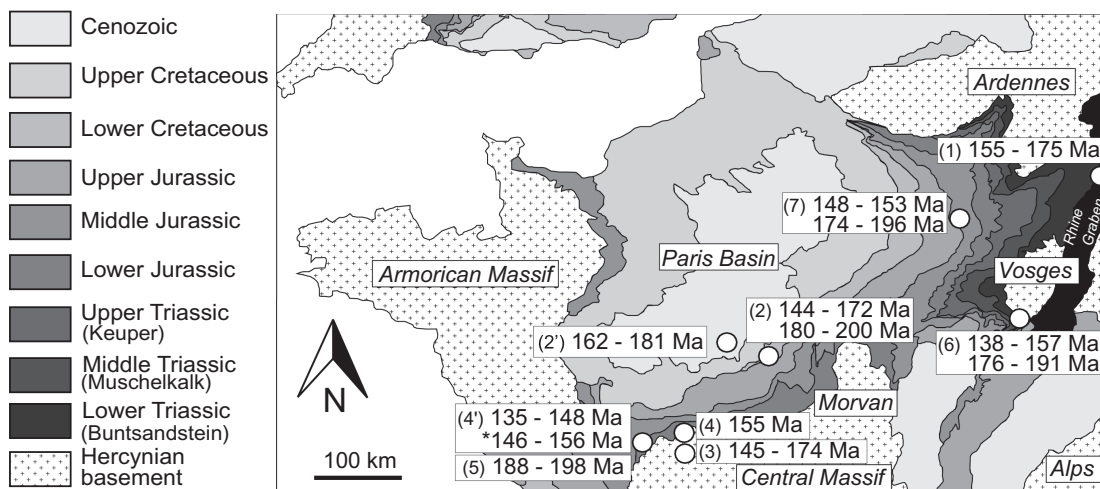 Cenozoic
Upper Cretaceous
Lower Cretaceous
Upper Jurassic
Middle Jurassic
Lower Jurassic
Upper Triassic
(Keuper)
Middle Triassic
(Muschelkalk)
Lower Triassic
(Buntsandstein)
Hercynian
basement
Ardennes
(1) 155 - 175 Ma
(7) 148 - 153 Ma
174 - 196 Ma
Rhine
Graben
Armorican Massif
Paris Basin
Vosges
(2) 144 - 172 Ma
180 - 200 Ma
(2') 162 - 181 Ma
(6) 138 - 157 Ma
176 - 191 Ma
N
Morvan
(4') 135 - 148 Ma
*146 - 156 Ma
(4) 155 Ma
(3) 145 - 174 Ma
(5) 188 - 198 Ma
100 km
Central Massif
Alps